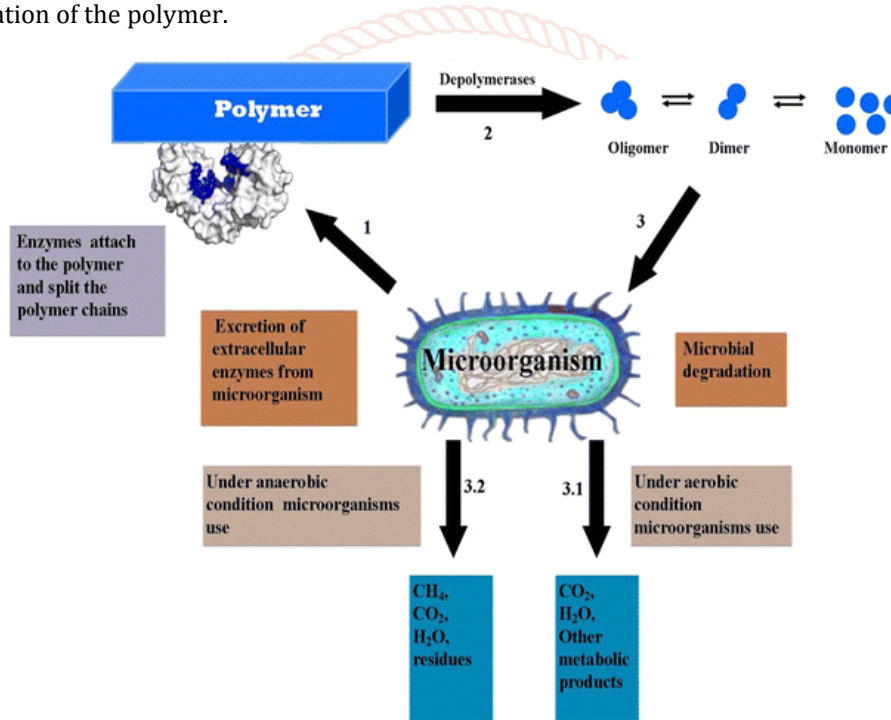 ation of the polymer.
Depolymerases
Polymer
2
Oligomer
Dimer
Monomer
1
3
Enzymes attach
to the polymer
and split the
polymer chains
Excretion of
extracellular
enzymes from
microorganism
Microorganism
Microbial
degradation
Under anaerobic
condition microorganisms
use
3.2
3.1
Under aerobic
condition
microorganisms use
CH₄,
CO₂,
H₂O,
residues
CO₂,
H₂O,
Other
metabolic
products